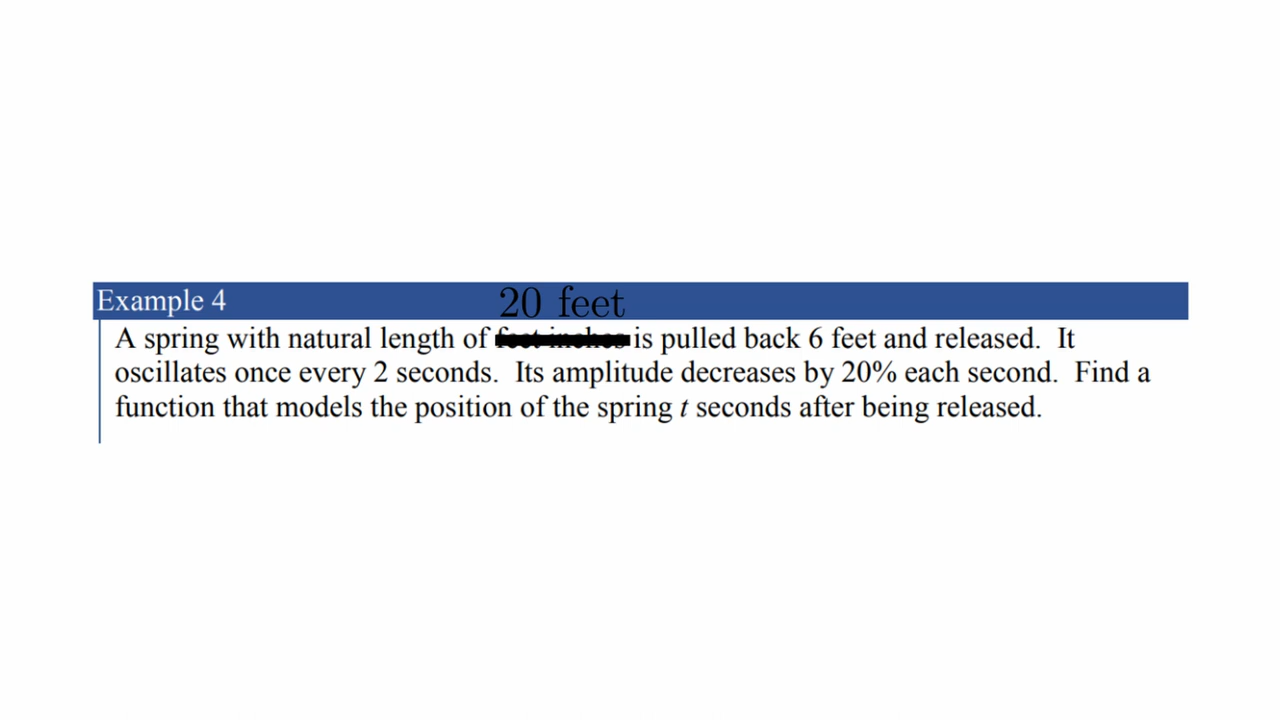 Example 4
20 feet
A spring with natural length of feet inches is pulled back 6 feet and released. It
oscillates once every 2 seconds. Its amplitude decreases by 20% each second. Find a
function that models the position of the spring t seconds after being released.